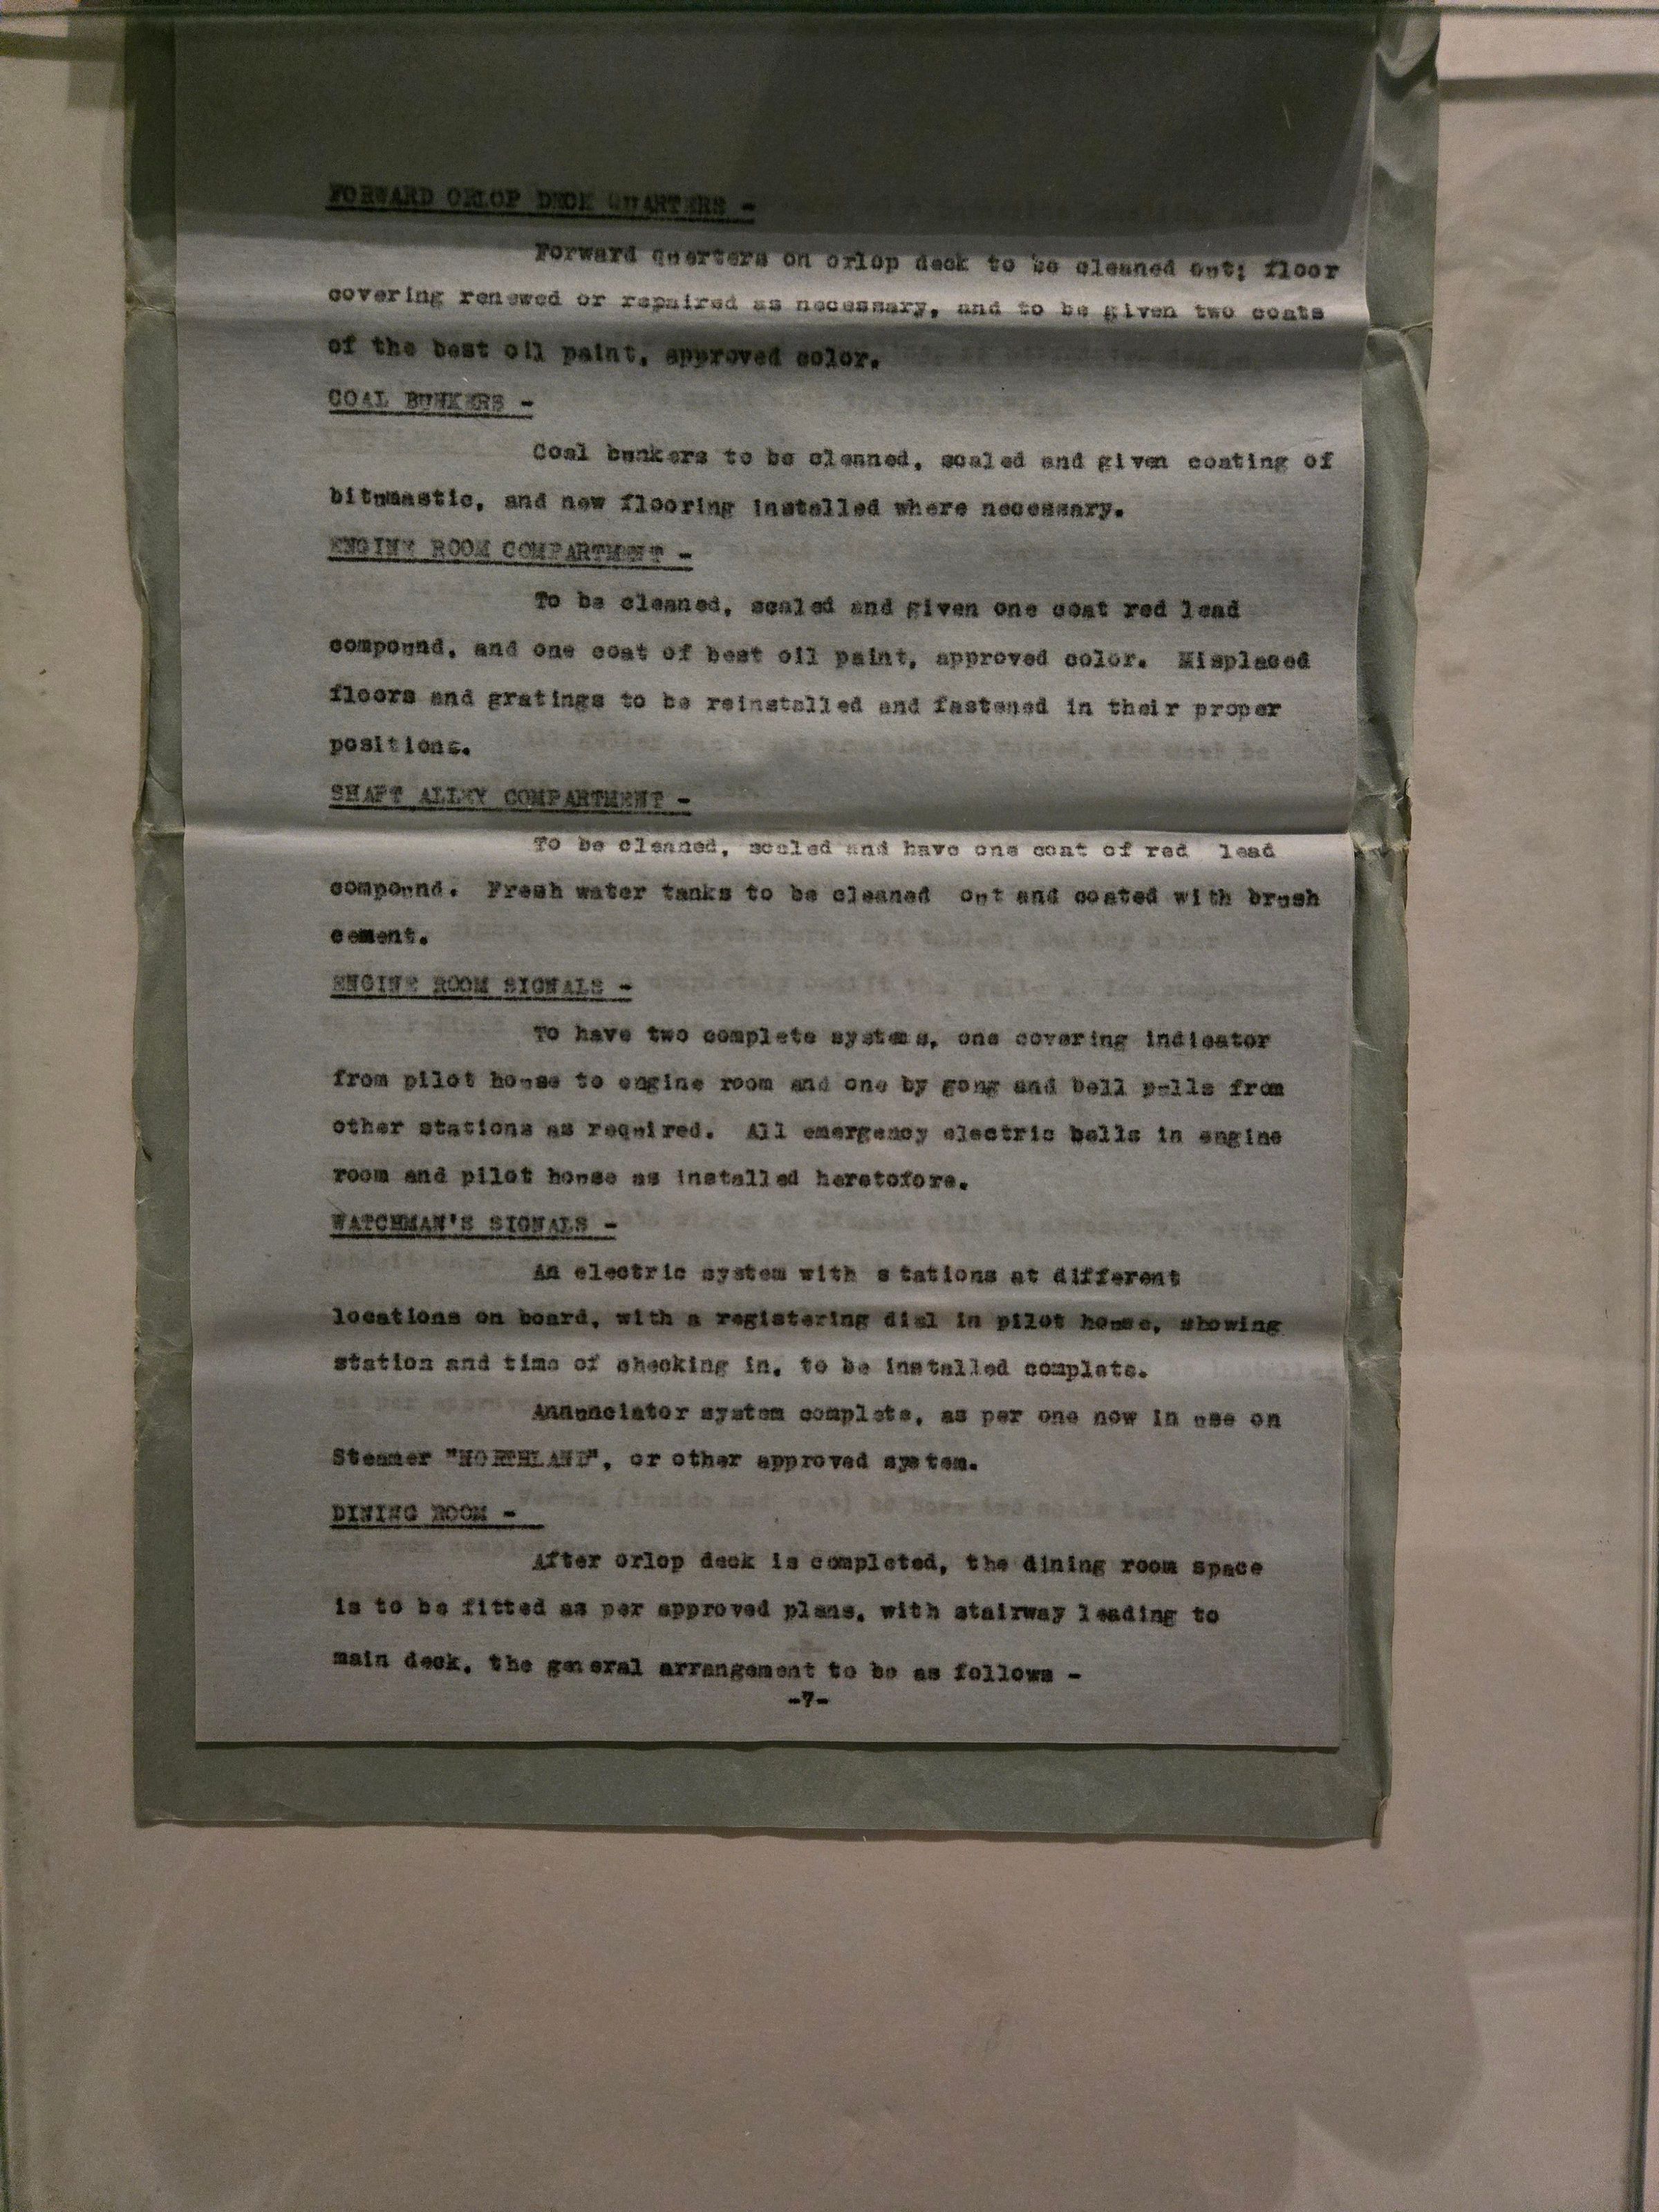 FORWARD ORLOP DECK QUARTERS -
Forward quarters on orlop deck to be cleaned out; floor
covering renewed or repaired as necessary, and to be given two coats
of the best oil paint, approved color.
COAL BUNKERS -
Coal bunkers to be cleaned, scaled and given coating of
bitumastic, and new flooring installed where necessary.
ENGINE ROOM COMPARTMENT -
To be cleaned, scaled and given one coat red lead
compound, and one coat of best oil paint, approved color. Misplaced
floors and gratings to be reinstalled and fastened in their proper
positions.
SHAFT ALLEY COMPARTMENT -
To be cleaned, scaled and have one coat of red lead
compound. Fresh water tanks to be cleaned out and coated with brush
cement.
ENGINE ROOM SIGNALS -
To have two complete systems, one covering indicator
from pilot house to engine room and one by gong and bell pulls from
other stations as required. All emergency electric bells in engine
room and pilot house as installed heretofore.
WATCHMAN'S SIGNALS -
An electric system with s tations at different
locations on board, with a registering dial in pilot house, showing
station and time of checking in, to be installed complete.
Annunciator system complete, as per one now in use on
Steamer "NORTHLAND", or other approved system.
DINING ROOM -
After orlop deck is completed, the dining room space
is to be fitted as per approved plans, with stairway leading to
main deck, the general arrangement to be as follows -
-7-